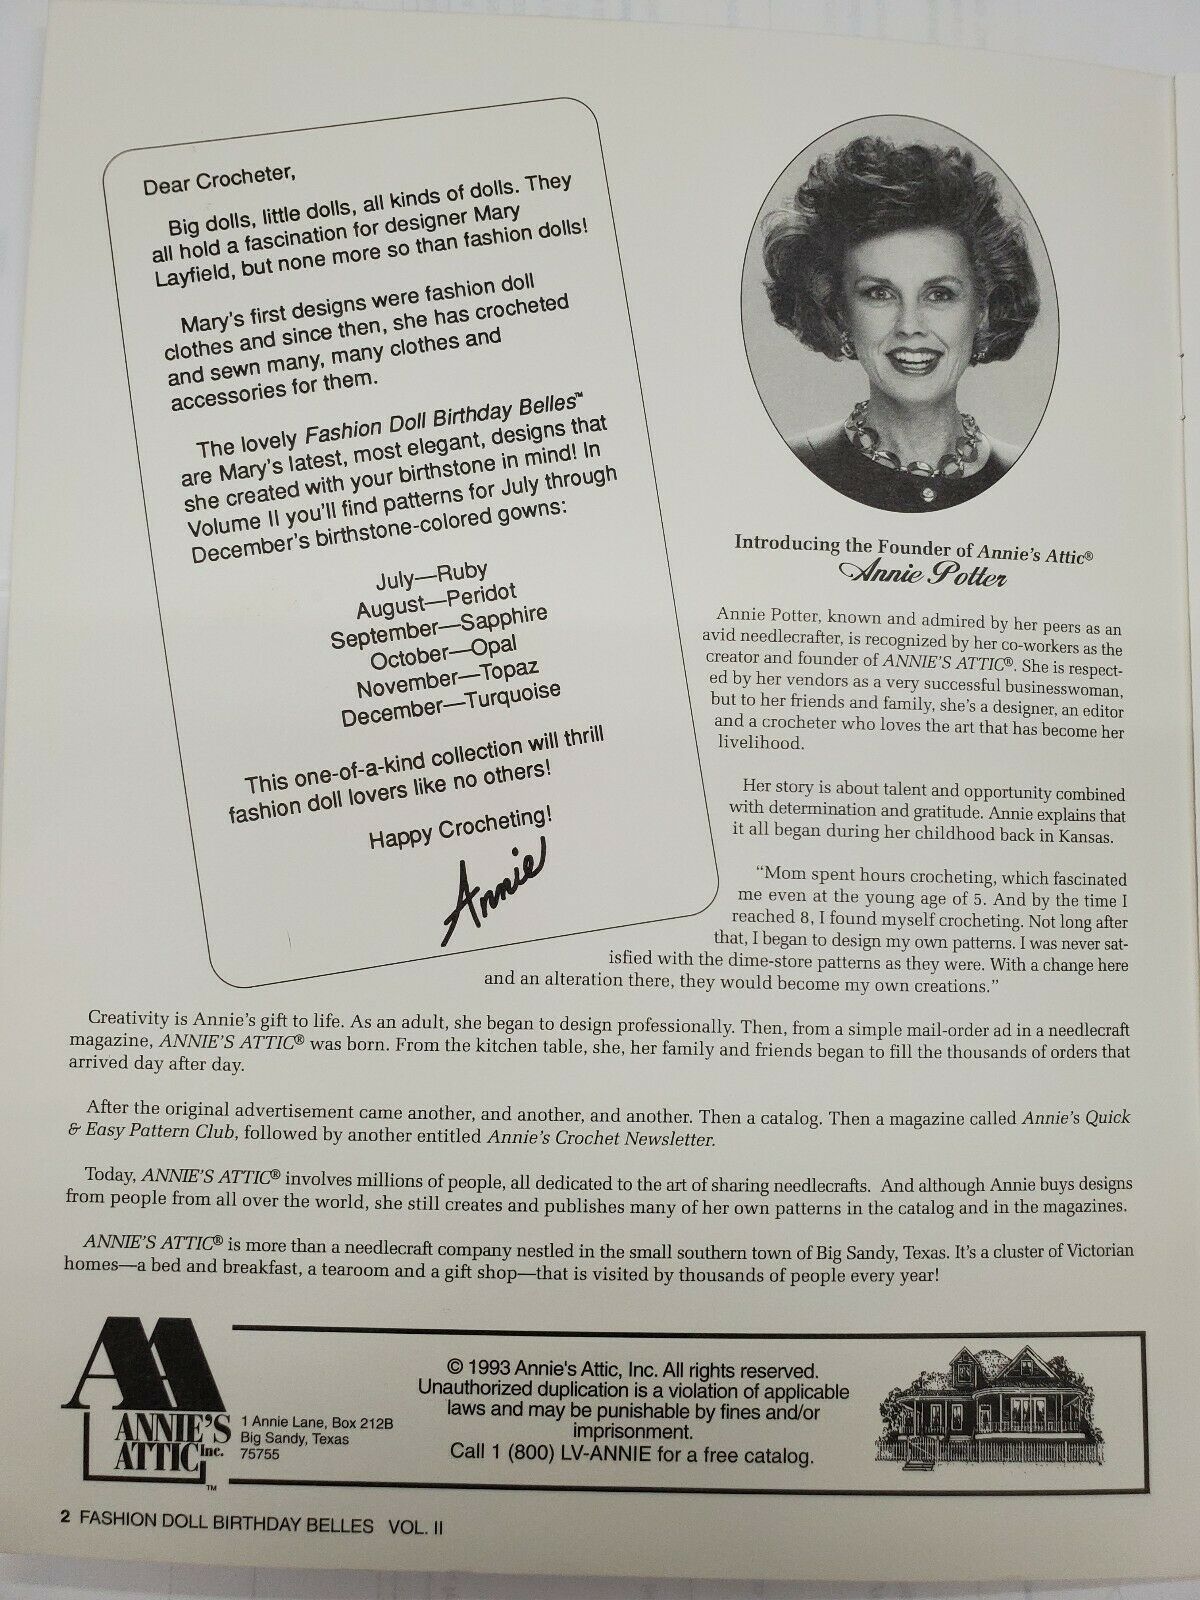 Dear Crocheter,
Big dolls, little dolls, all kinds of dolls. They
all hold a fascination for designer Mary
Layfield, but none more so than fashion dolls!
Mary's first designs were fashion doll
clothes and since then, she has crocheted
and sewn many, many clothes and
accessories for them.
The lovely Fashion Doll Birthday Belles™
are Mary's latest, most elegant, designs that
she created with your birthstone in mind! In
Volume II you'll find patterns for July through
December's birthstone-colored gowns:
July—Ruby
August—Peridot
September—Sapphire
October—Opal
November—Topaz
December—Turquoise
This one-of-a-kind collection will thrill
fashion doll lovers like no others!
Happy Crocheting!
Annie
Introducing the Founder of Annie's Attic®
Annie Potter
Annie Potter, known and admired by her peers as an
avid needlecrafter, is recognized by her co-workers as the
creator and founder of ANNIE'S ATTIC®. She is respect-
ed by her vendors as a very successful businesswoman,
but to her friends and family, she's a designer, an editor
and a crocheter who loves the art that has become her
livelihood.
Her story is about talent and opportunity combined
with determination and gratitude. Annie explains that
it all began during her childhood back in Kansas.
"Mom spent hours crocheting, which fascinated
me even at the young age of 5. And by the time I
reached 8, I found myself crocheting. Not long after
that, I began to design my own patterns. I was never sat-
isfied with the dime-store patterns as they were. With a change here
and an alteration there, they would become my own creations."
Creativity is Annie's gift to life. As an adult, she began to design professionally. Then, from a simple mail-order ad in a needlecraft
magazine, ANNIE'S ATTIC® was born. From the kitchen table, she, her family and friends began to fill the thousands of orders that
arrived day after day.
After the original advertisement came another, and another, and another. Then a catalog. Then a magazine called Annie's Quick
& Easy Pattern Club, followed by another entitled Annie's Crochet Newsletter.
Today, ANNIE'S ATTIC® involves millions of people, all dedicated to the art of sharing needlecrafts. And although Annie buys designs
from people from all over the world, she still creates and publishes many of her own patterns in the catalog and in the magazines.
ANNIE'S ATTIC® is more than a needlecraft company nestled in the small southern town of Big Sandy, Texas. It's a cluster of Victorian
homes—a bed and breakfast, a tearoom and a gift shop—that is visited by thousands of people every year!
AA
ANNIE'S
ATTIC Inc.
™
1 Annie Lane, Box 212B
Big Sandy, Texas
75755
© 1993 Annie's Attic, Inc. All rights reserved.
Unauthorized duplication is a violation of applicable
laws and may be punishable by fines and/or
imprisonment.
Call 1 (800) LV-ANNIE for a free catalog.
2 FASHION DOLL BIRTHDAY BELLES VOL. II